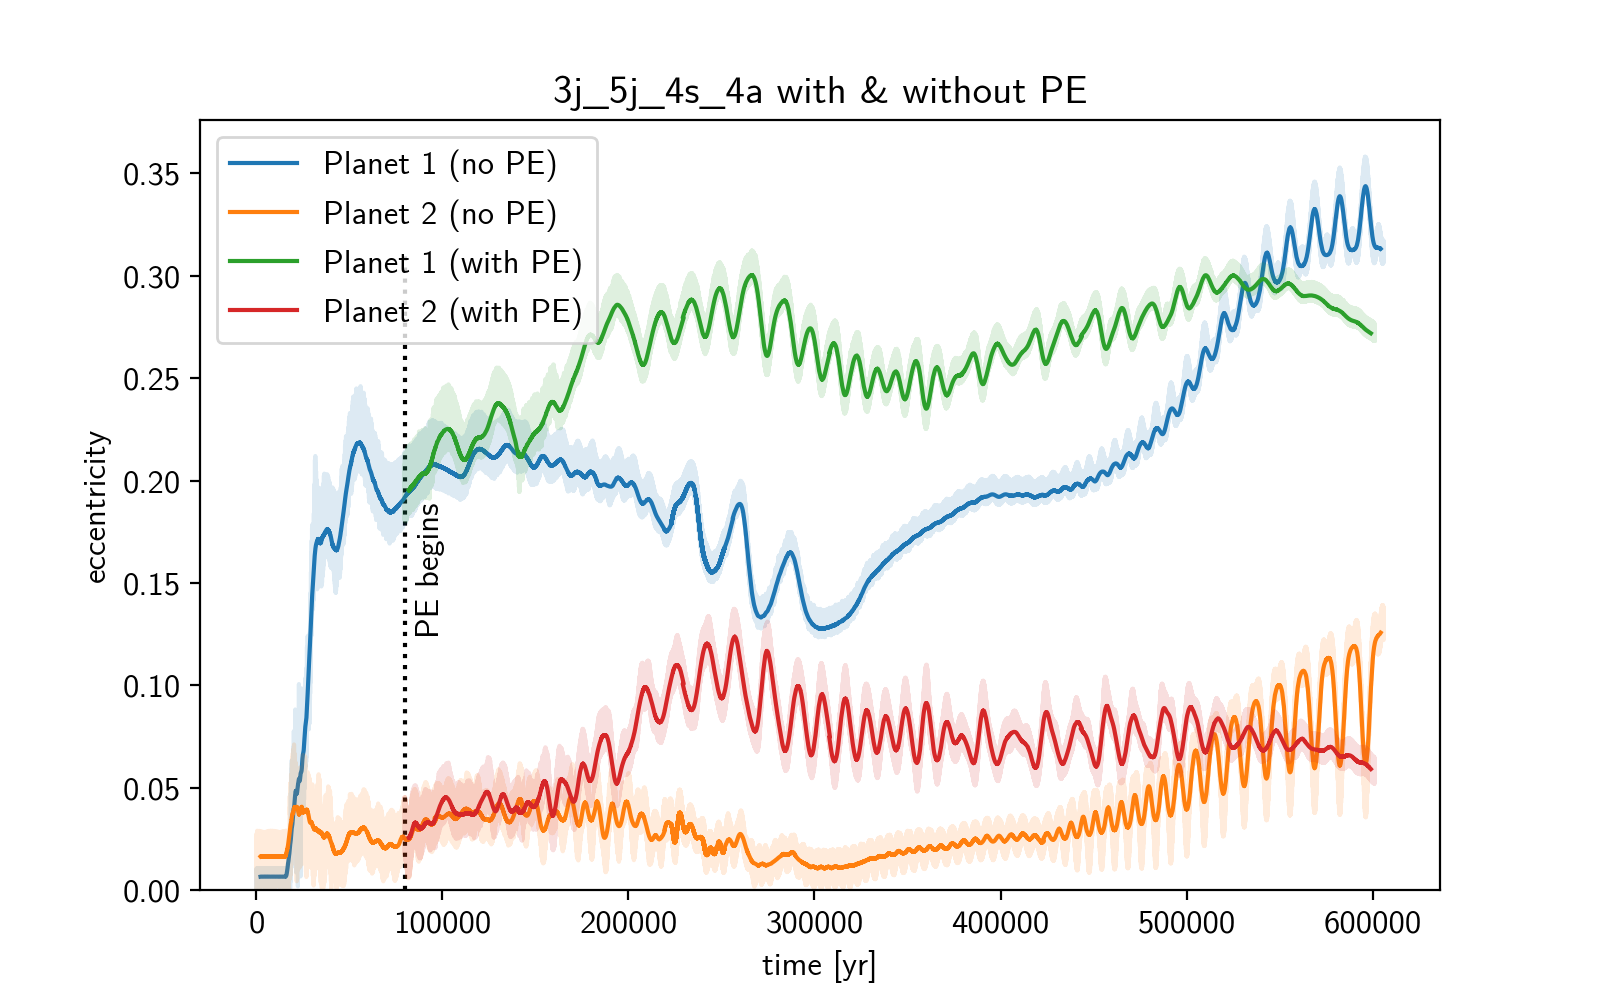 3j_5j_4s_4a with & without PE
Planet 1 (no PE)
Planet 2 (no PE)
Planet 1 (with PE)
Planet 2 (with PE)
0.35
0.30
0.25
0.20
0.15
0.10
0.05
0.00
eccentricity
PE begins
0
100000
200000
300000
400000
500000
600000
time [yr]